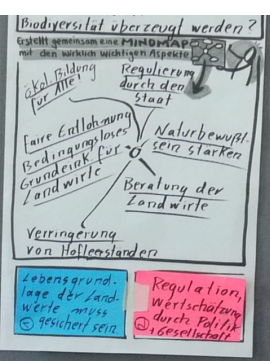 Biodiversität überzeugt werden?
Erstellt gemeinsam eine MINDMAP
mit den wirklich wichtigen Aspekten
ökol. Bildung
für Alle!
Regulierung
durch den
Staat
Faire Entlohnung
Bedingungsloses
Grundeink. für
Landwirte
Naturbewußt-
sein stärken
Beratung der
Landwirte
Verringerung
von Hofleerständen
Lebensgrund-
lage der Land-
werte muss
gesichert sein
Regulation,
Wertschätzung
durch Politik
Gesellschaft